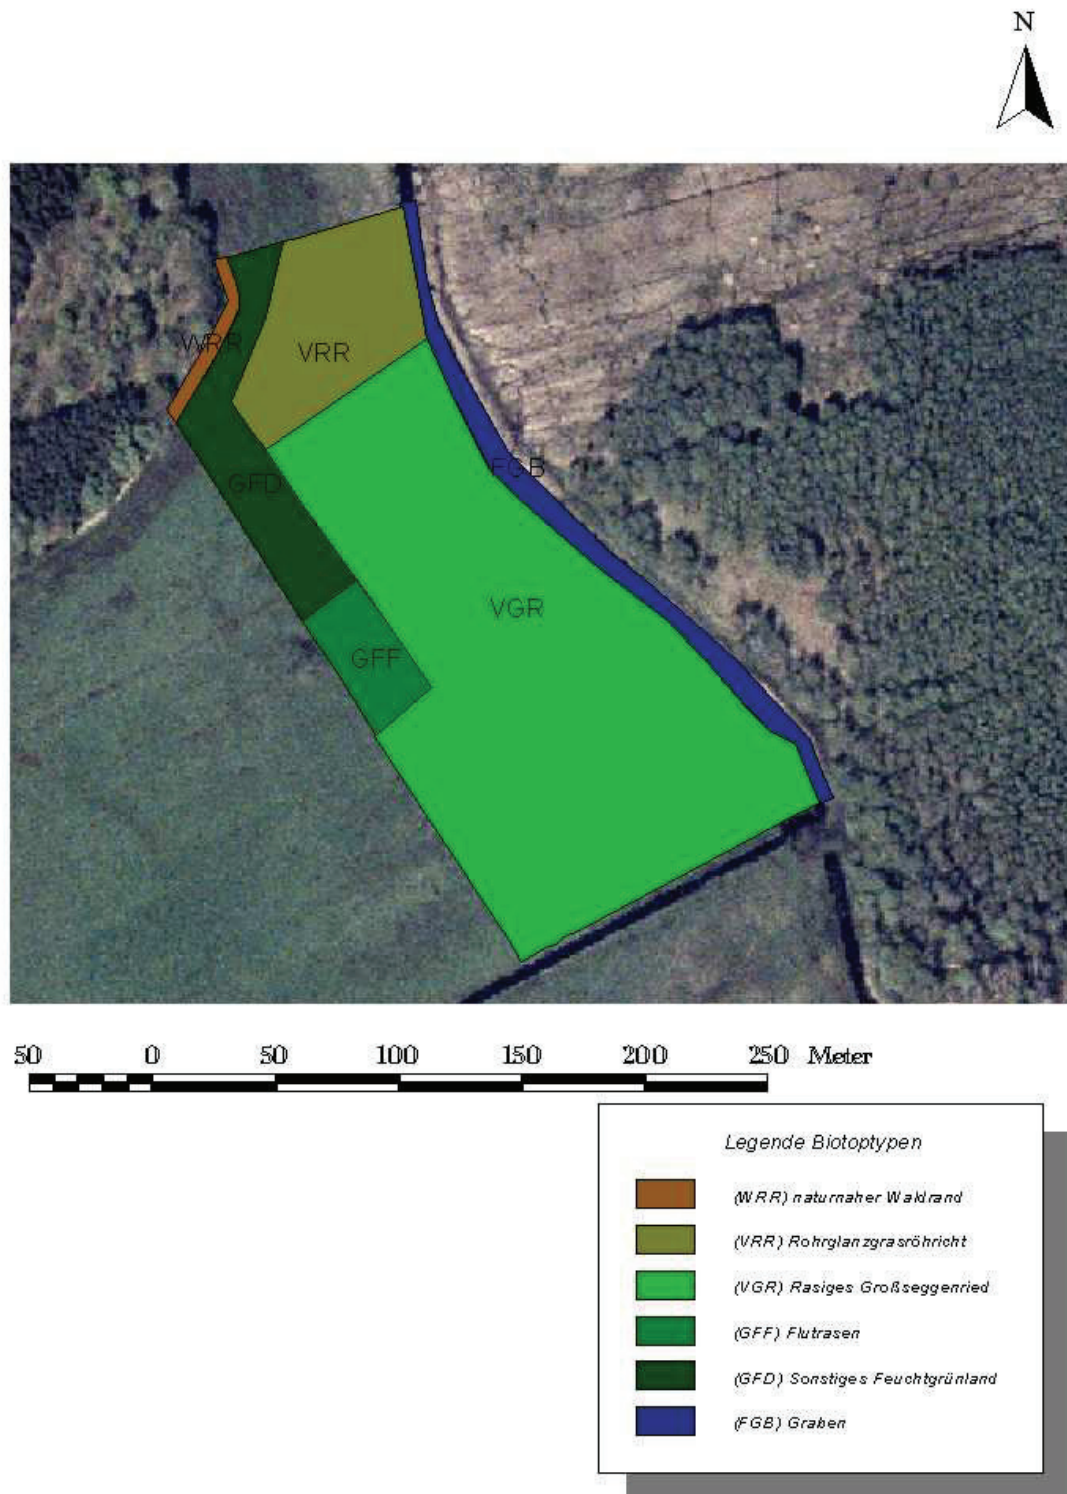 N
WRR
VRR
FGB
GFD
VGR
GFF
50 0 50 100 150 200 250 Meter
Legende Biotoptypen
(WRR) naturnaher Waldrand
(VRR) Rohrglanzgrasröhricht
(VGR) Rasiges Großseggenried
(GFF) Flutrasen
(GFD) Sonstiges Feuchtgrünland
(FGB) Graben